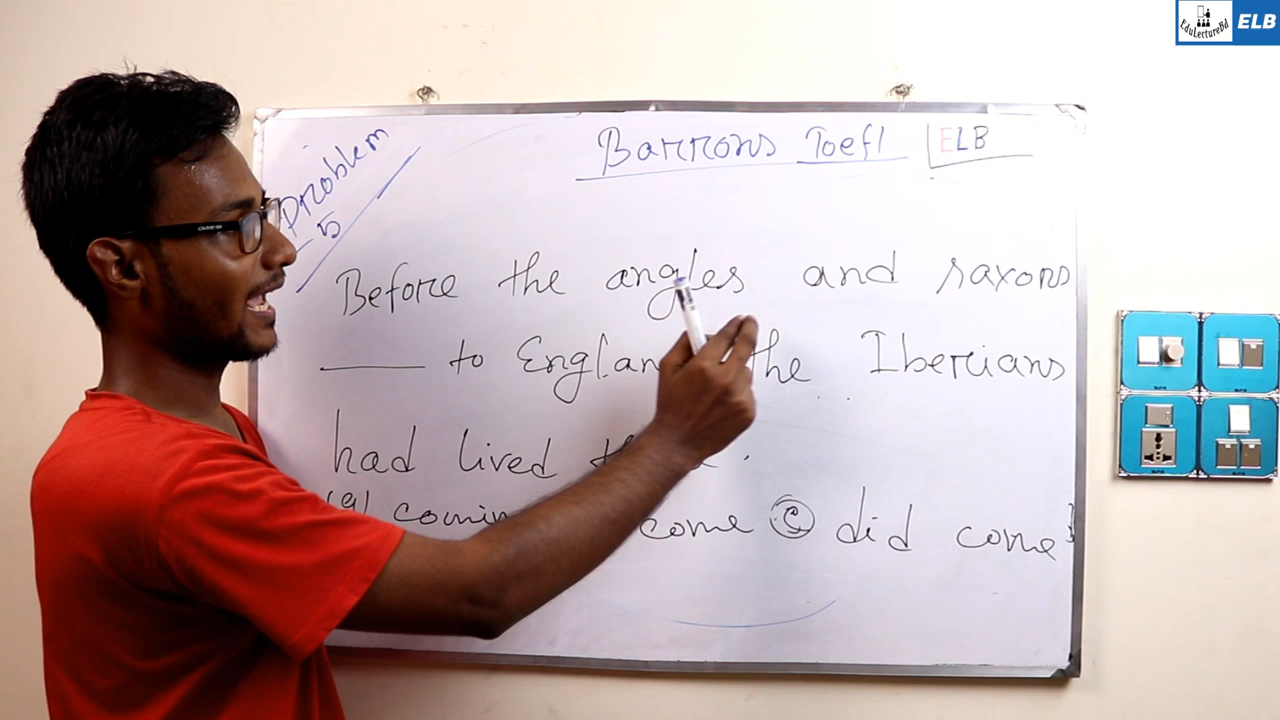 EduLectureBd ELB
Barrons Toefl ELB
Problem
5
Before the angles and saxons
to England the Iberians
had lived
(a) come (c) did come